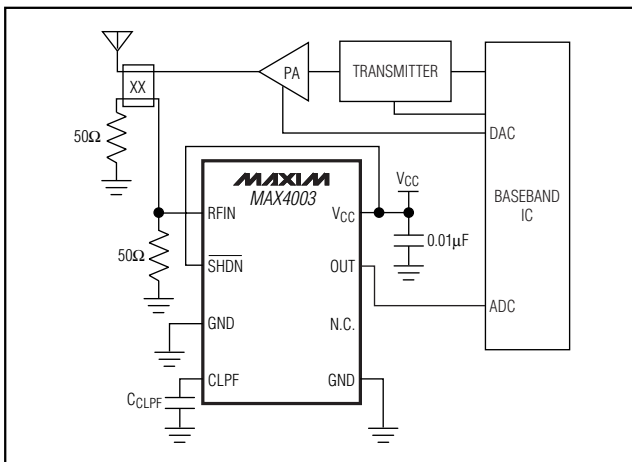 XX
PA
TRANSMITTER
50Ω
DAC
MAXIM
MAX4003
VCC
BASEBAND
IC
RFIN
VCC
0.01µF
50Ω
SHDN
OUT
ADC
GND
N.C.
CLPF
GND
CCLPF